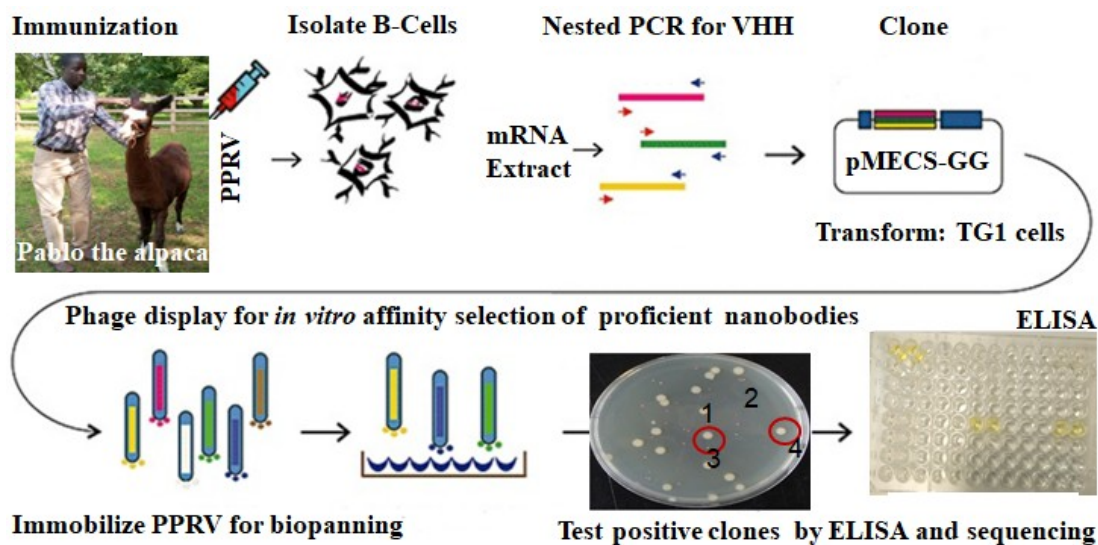 Immunization
Isolate B-Cells
Nested PCR for VHH
Clone
PPRV
mRNA
Extract
pMECS-GG
Pablo the alpaca
Transform: TG1 cells
Phage display for in vitro affinity selection of proficient nanobodies
ELISA
1
2
3
4
Immobilize PPRV for biopanning
Test positive clones by ELISA and sequencing